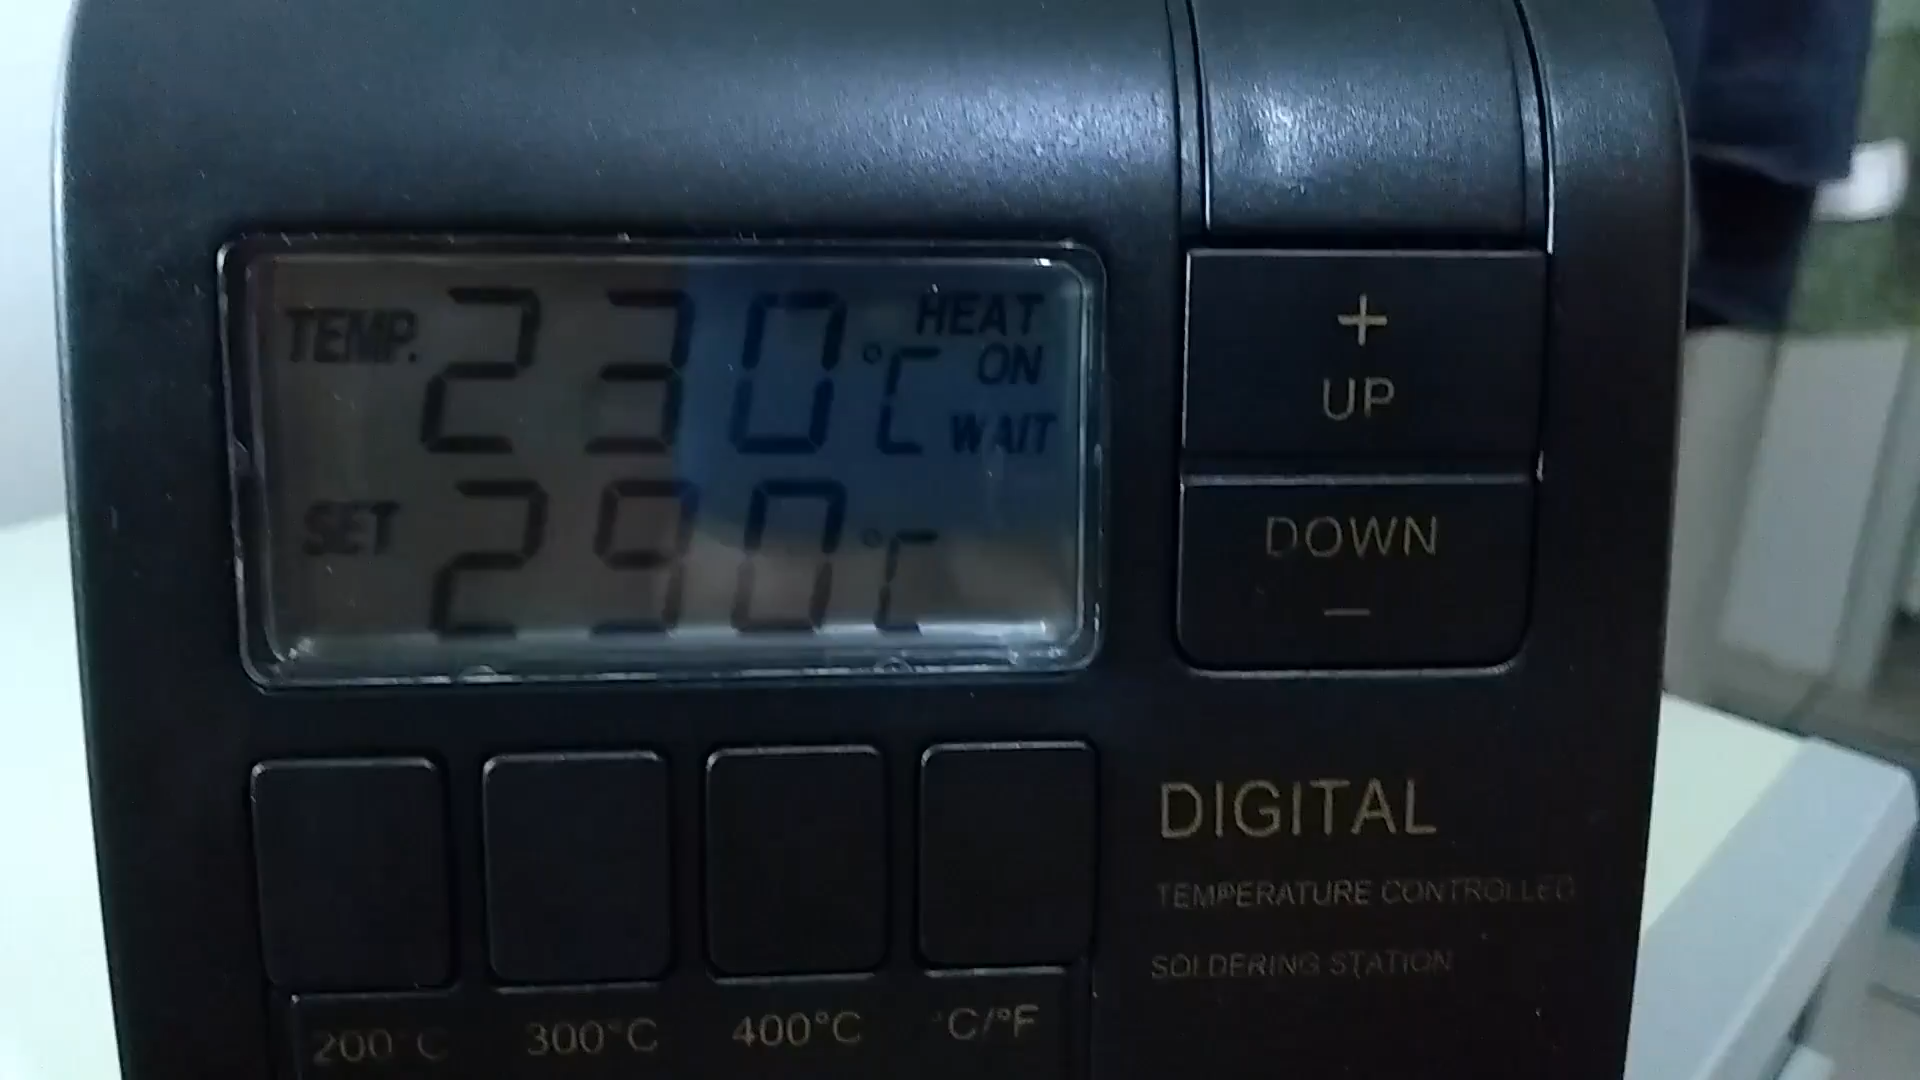 TEMP. 230°C HEAT ON WAIT
SET 290°C
+
UP
DOWN
—
DIGITAL
TEMPERATURE CONTROLLED
SOLDERING STATION
200°C 300°C 400°C °C/°F